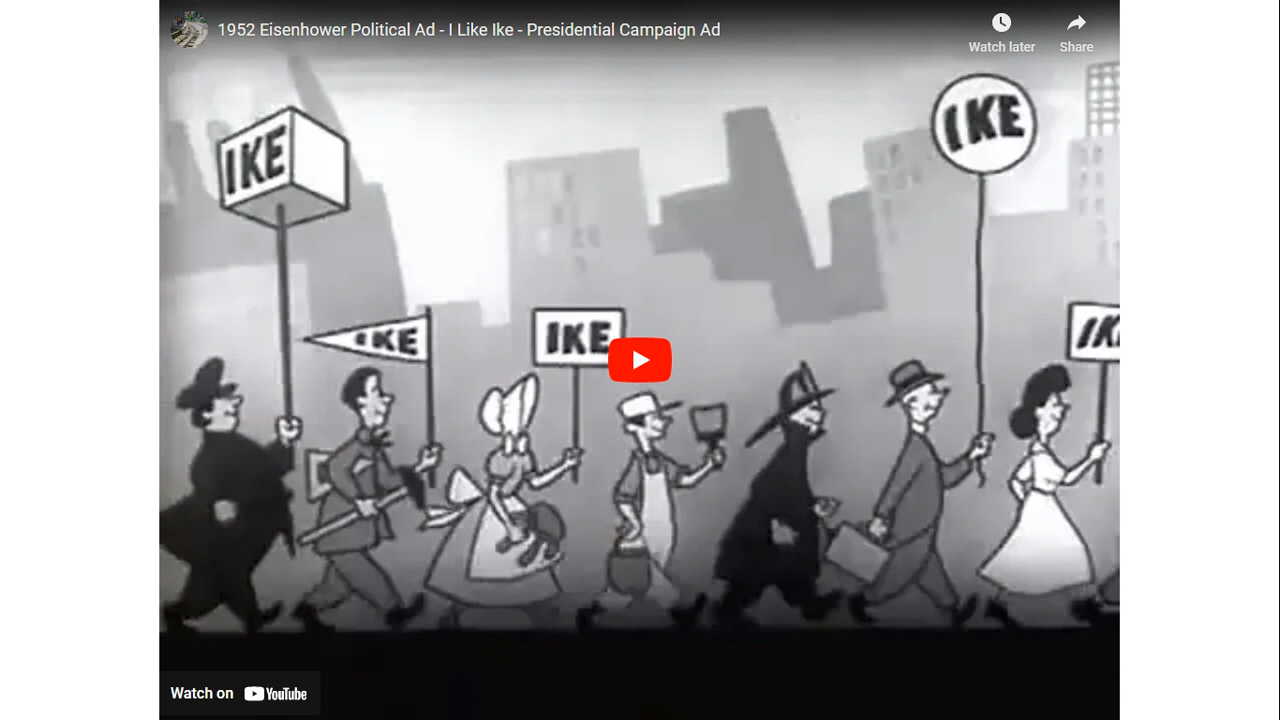 1952 Eisenhower Political Ad - I Like Ike - Presidential Campaign Ad
Watch later
Share
IKE
IKE
IKE
IKE
Watch on YouTube